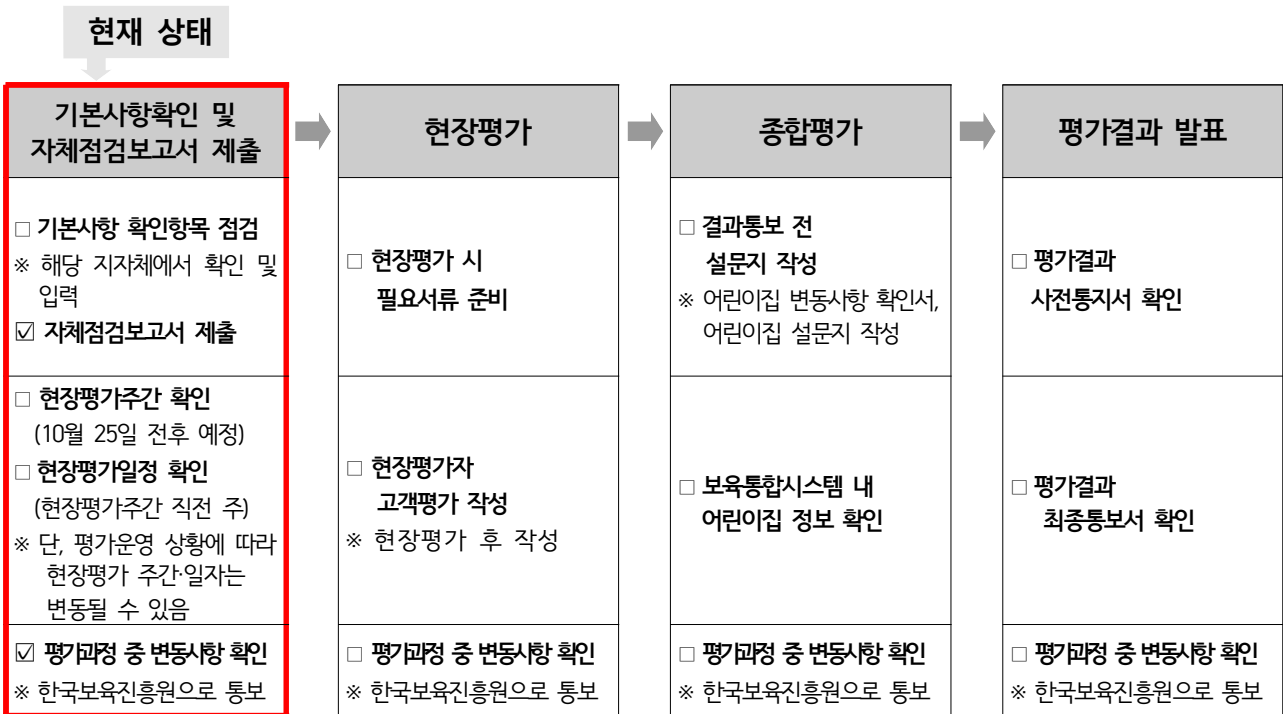 현재 상태
기본사항확인 및
자체점검보고서 제출
□ 기본사항 확인항목 점검
※ 해당 지자체에서 확인 및
입력
☑ 자체점검보고서 제출
□ 현장평가주간 확인
(10월 25일 전후 예정)
□ 현장평가일정 확인
(현장평가주간 직전 주)
※ 단, 평가운영 상황에 따라
현장평가 주간·일자는
변동될 수 있음
☑ 평가과정 중 변동사항 확인
※ 한국보육진흥원으로 통보
현장평가
□ 현장평가 시
필요서류 준비
□ 현장평가자
고객평가 작성
※ 현장평가 후 작성
□ 평가과정 중 변동사항 확인
※ 한국보육진흥원으로 통보
종합평가
□ 결과통보 전
설문지 작성
※ 어린이집 변동사항 확인서,
어린이집 설문지 작성
□ 보육통합시스템 내
어린이집 정보 확인
□ 평가과정 중 변동사항 확인
※ 한국보육진흥원으로 통보
평가결과 발표
□ 평가결과
사전통지서 확인
□ 평가결과
최종통보서 확인
□ 평가과정 중 변동사항 확인
※ 한국보육진흥원으로 통보